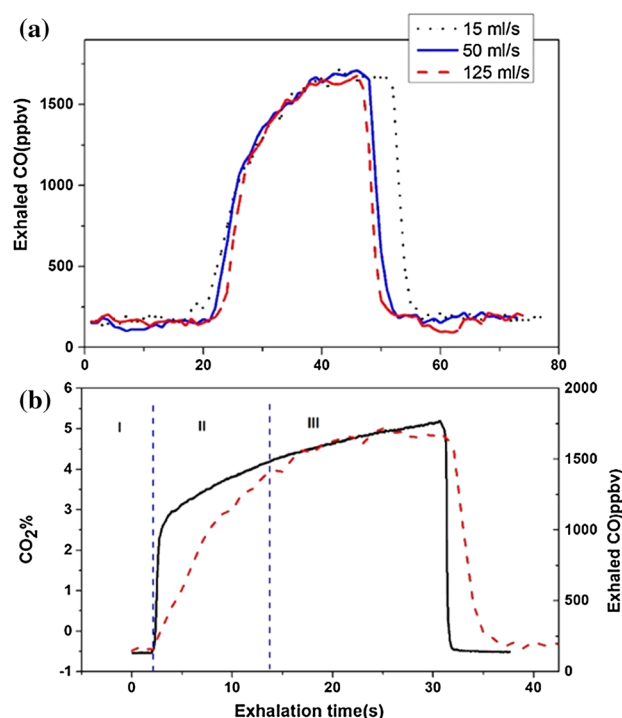 (a)
15 ml/s
50 ml/s
125 ml/s
Exhaled CO(ppbv)
1500
1000
500
0
0 20 40 60 80
(b)
I II III
CO2%
6
5
4
3
2
1
0
-1
2000
1500
1000
500
0
Exhaled CO)ppbv)
0 10 20 30 40
Exhalation time(s)